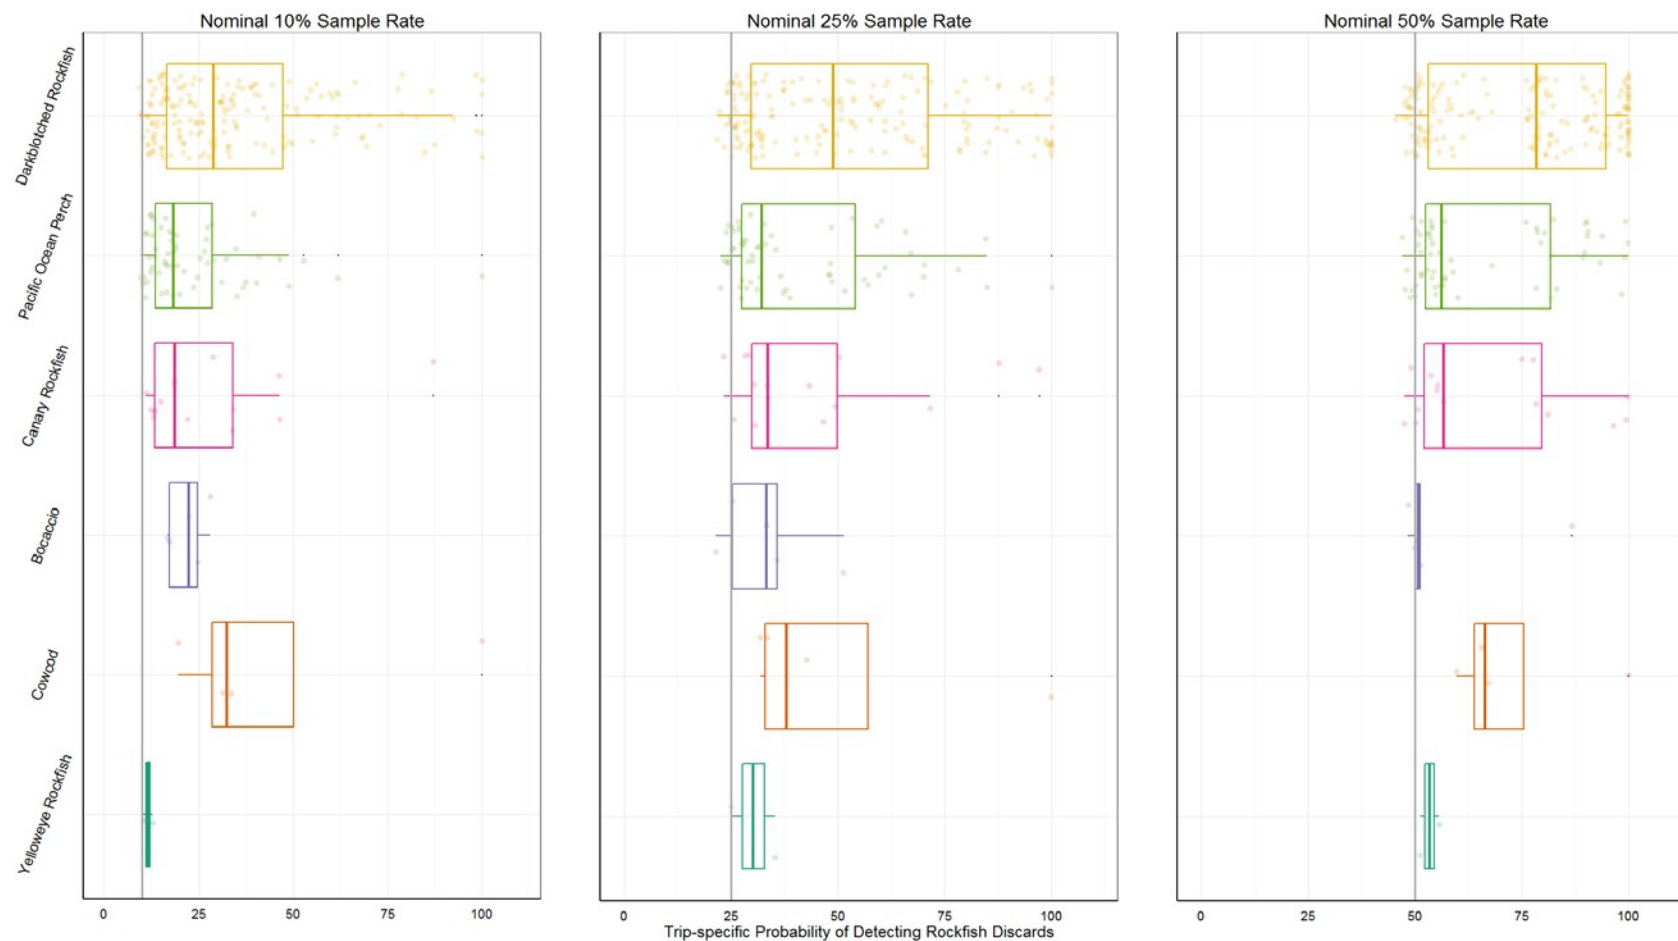 Nominal 10% Sample Rate
Nominal 25% Sample Rate
Nominal 50% Sample Rate
Darkblotched Rockfish
Pacific Ocean Perch
Canary Rockfish
Bocaccio
Cowcod
Yelloweye Rockfish
0 25 50 75 100
0 25 50 75 100
0 25 50 75 100
Trip-specific Probability of Detecting Rockfish Discards